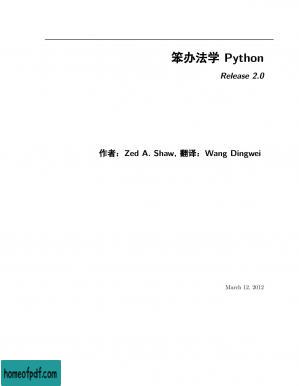 笨办法学 Python
Release 2.0
作者：Zed A. Shaw, 翻译：Wang Dingwei
March 12, 2012
homeofpdf.com